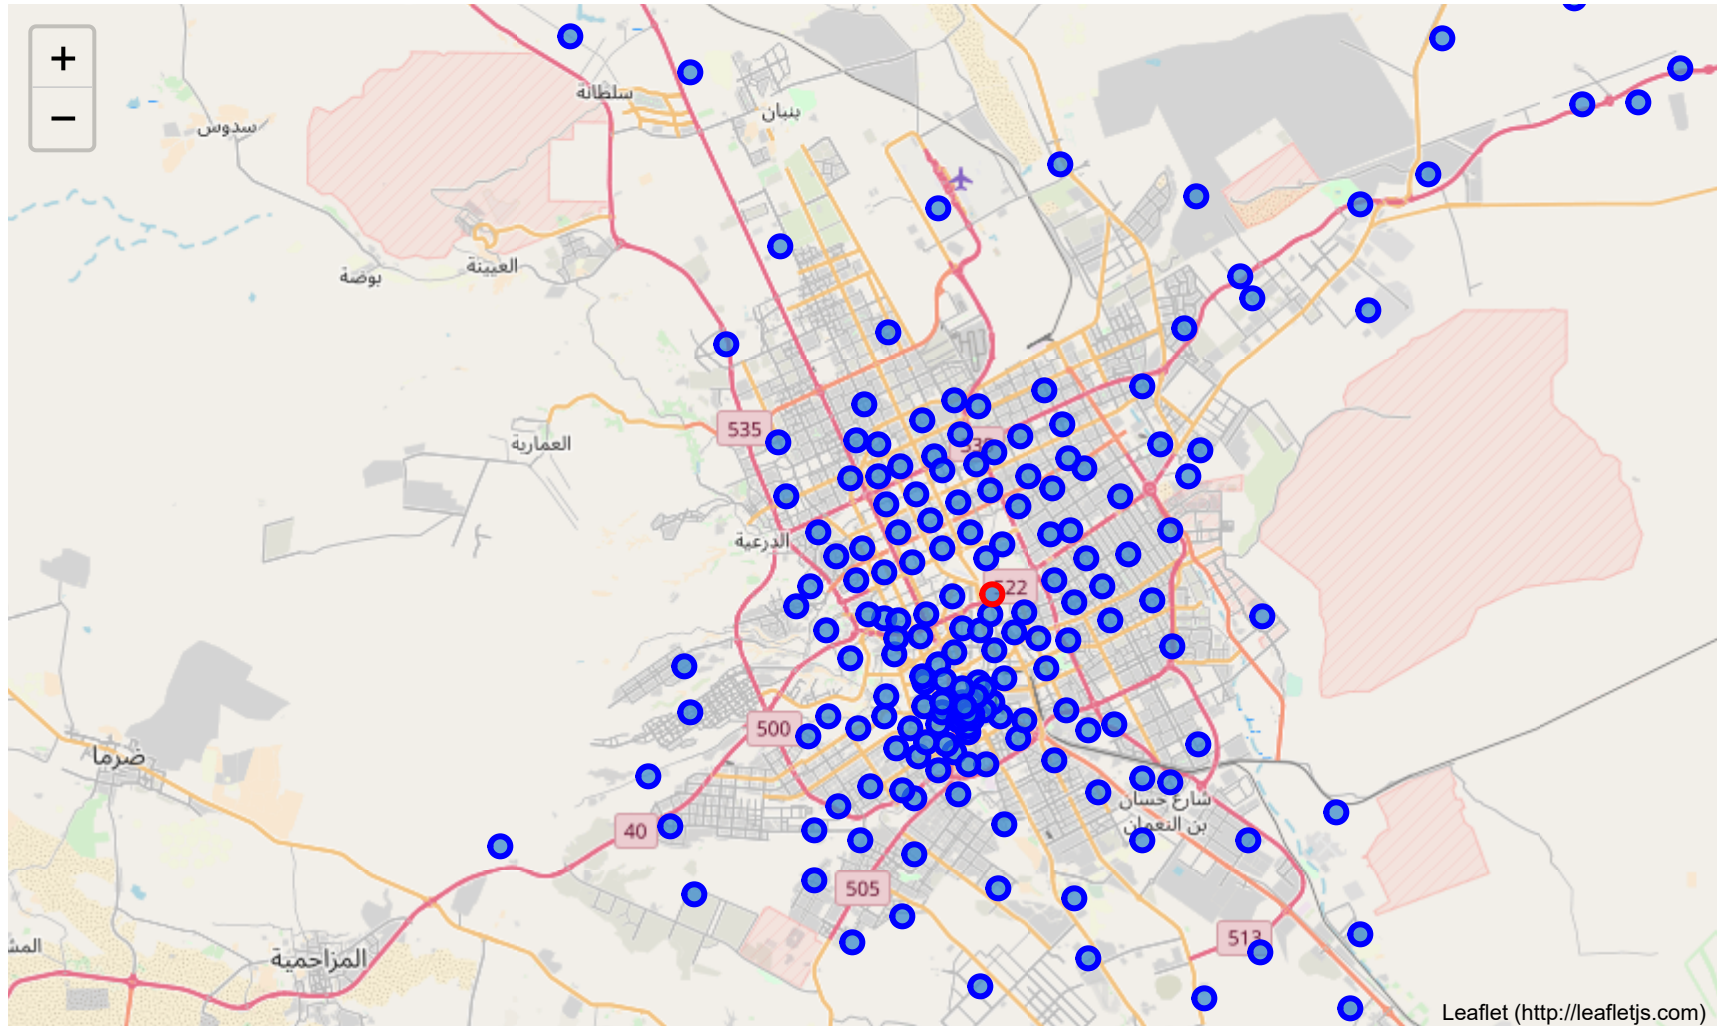 +
سلطانة
−
بنبان
سدوس
العيينة
بوضة
535
العمارية
الدرعية
522
500
ضرما
شارع حسان
بن النعمان
40
505
513
المزاحمية
Leaflet (http://leafletjs.com)